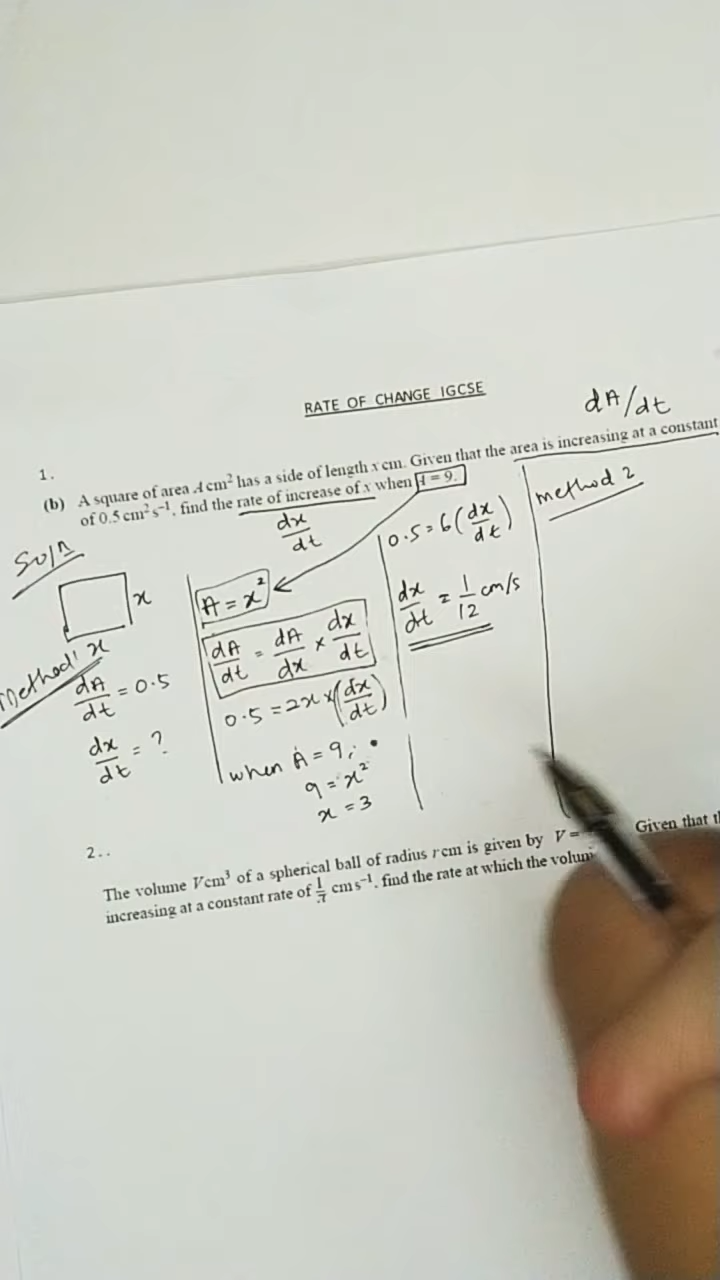 RATE OF CHANGE IGCSE
dA/dt
1.
(b) A square of area A cm² has a side of length x cm. Given that the area is increasing at a constant
of 0.5 cm² s⁻¹, find the rate of increase of x when A = 9.
dx/dt
Soln
x
x
Method 1
dA/dt = 0.5
dx/dt = ?
A = x²
dA/dt = dA/dx × dx/dt
0.5 = 2x × (dx/dt)
when A = 9;
9 = x²
x = 3
0.5 = 6(dx/dt)
dx/dt = 1/12 cm/s
method 2
2..
The volume V cm³ of a spherical ball of radius r cm is given by V = Given that
increasing at a constant rate of 1/π cm s⁻¹, find the rate at which the